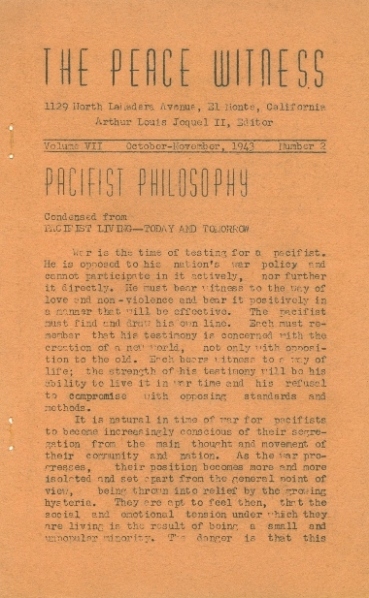 THE PEACE WITNESS
1129 North LaMadera Avenue, El Monte, California
Arthur Louis Joquel II, Editor
Volume VII October-November, 1943 Number 2
PACIFIST PHILOSOPHY
Condensed from
PACIFIST LIVING—TODAY AND TOMORROW
War is the time of testing for a pacifist.
He is opposed to his nation's war policy and
cannot participate in it actively, nor further
it directly. He must bear witness to the way of
love and non-violence and bear it positively in
a manner that will be effective. The pacifist
must find and draw his own line. Each must re-
member that his testimony is concerned with the
creation of a new world, not only with opposi-
tion to the old. Each bears witness to a way of
life; the strength of his testimony will be his
ability to live it in war time and his refusel
to compromise with opposing standards and
methods.
It is natural in time of war for pacifists
to become increasingly conscious of their segre-
gation from the main thought and movement of
their community and nation. As the war pro-
gresses, their position becomes more and more
isolated and set apart from the general point of
view, being thrown into relief by the growing
hysteria. They are apt to feel then, that the
social and emotional tension under which they
are living is the result of being a small and
unpopular minority. The danger is that this